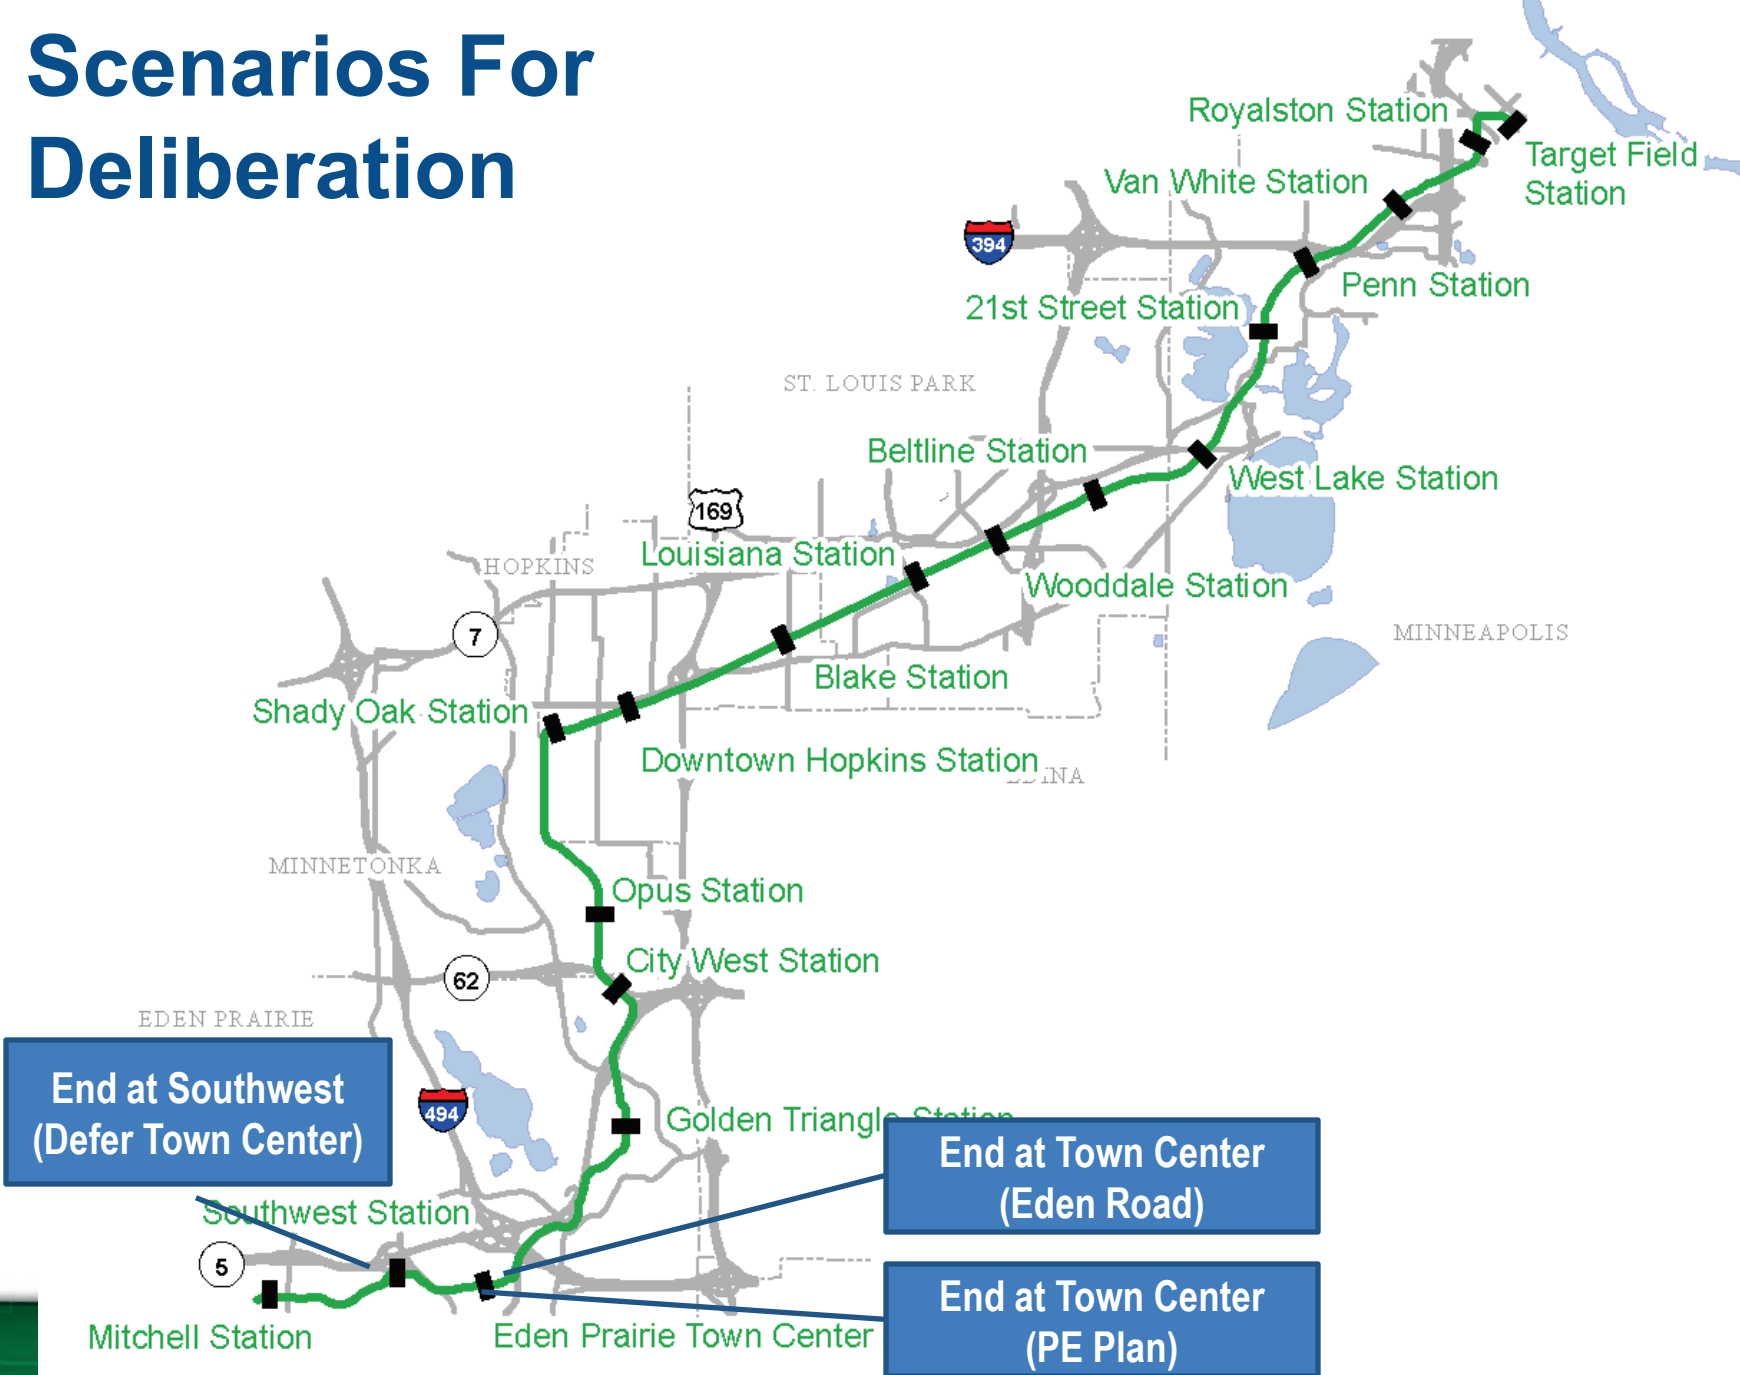 Scenarios For
Deliberation
Royalston Station
Target Field
Station
Van White Station
394
Penn Station
21st Street Station
ST. LOUIS PARK
Beltline Station
West Lake Station
169
Louisiana Station
HOPKINS
Wooddale Station
7
MINNEAPOLIS
Blake Station
Shady Oak Station
Downtown Hopkins Station
MINNETONKA
Opus Station
City West Station
62
EDEN PRAIRIE
End at Southwest
(Defer Town Center)
494
Golden Triangle Station
End at Town Center
(Eden Road)
Southwest Station
5
End at Town Center
(PE Plan)
Mitchell Station
Eden Prairie Town Center